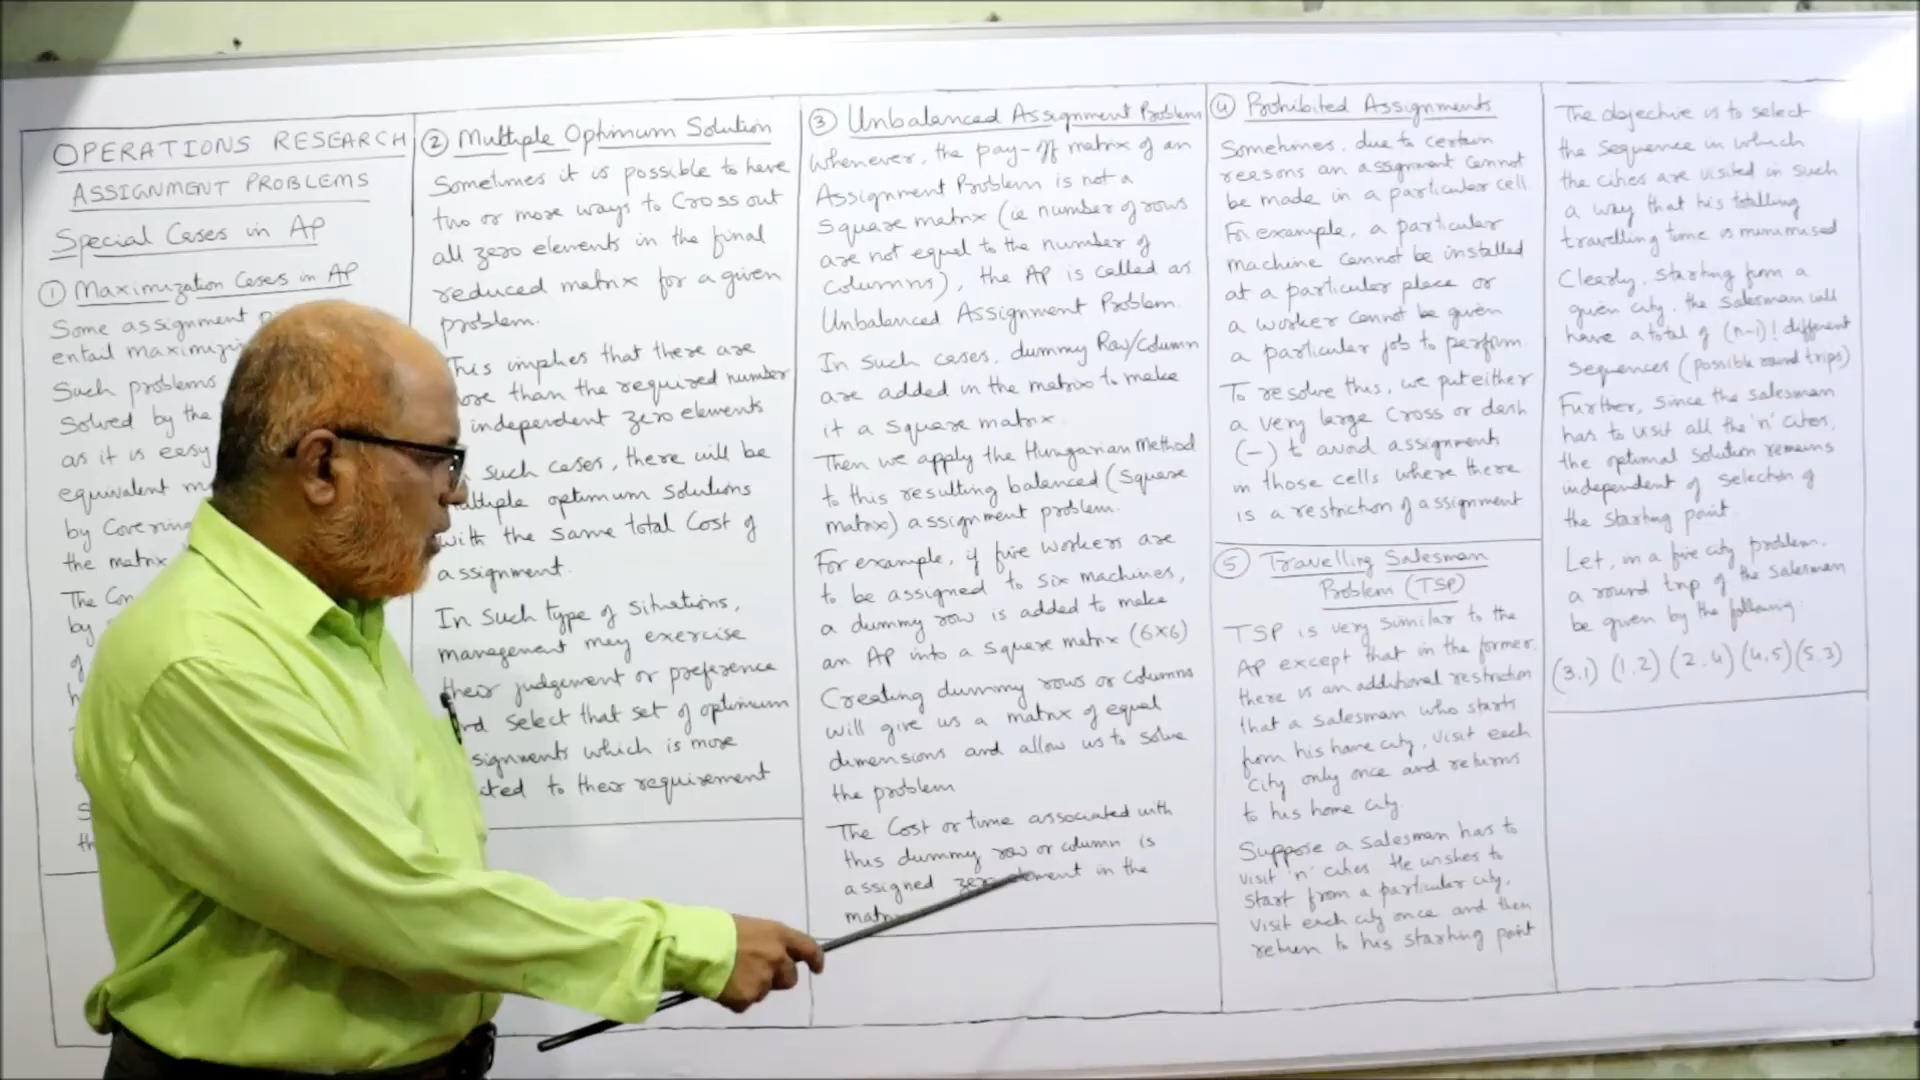 OPERATIONS RESEARCH
ASSIGNMENT PROBLEMS
Special Cases in AP
① Maximization Cases in AP
Some assignment
entail maximizi
Such problems
Solved by the
as it is easy
equivalent m
by Covering
the matrix
The Con
by
of
h
S
th
② Multiple Optimum Solution
Sometimes it is possible to have
two or more ways to Cross out
all zero elements in the final
reduced matrix for a given
problem.
This implies that there are
ore than the required number
independent zero elements
such cases, there will be
ultiple optimum solutions
with the same total Cost of
assignment.
In such type of situations,
management may exercise
their judgement or preference
nd select that set of optimum
signments which is more
cted to their requirement
③ Unbalanced Assignment Problem
Whenever, the pay-off matrix of an
Assignment Problem is not a
Square matrix (ie number of rows
are not equal to the number of
columns), the AP is called as
Unbalanced Assignment Problem.
In such cases, dummy Row/Column
are added in the matrix to make
it a square matrix.
Then we apply the Hungarian Method
to this resulting balanced (Square
matrix) assignment problem.
For example, if five workers are
to be assigned to six machines,
a dummy row is added to make
an AP into a square matrix (6x6)
Creating dummy rows or columns
will give us a matrix of equal
dimensions and allow us to solve
the problem
The Cost or time associated with
this dummy row or column is
assigned zero element in the
matrix
④ Prohibited Assignments
Sometimes, due to certain
reasons an assignment cannot
be made in a particular cell
For example, a particular
machine cannot be installed
at a particular place or
a worker cannot be given
a particular job to perform.
To resolve this, we put either
a very large Cross or dash
(-) to avoid assignments
in those cells where there
is a restriction of assignment
⑤ Travelling Salesman
Problem (TSP)
TSP is very similar to the
AP except that in the former,
there is an additional restriction
that a salesman who starts
from his home city, visit each
city only once and returns
to his home city.
Suppose a salesman has to
visit 'n' cities. He wishes to
start from a particular city,
visit each city once and then
return to his starting point
The objective is to select
the sequence in which
the cities are visited in such
a way that his totalling
travelling time is minimised
Clearly, starting from a
given city, the salesman will
have a total of (n-1)! different
sequences (possible round trips)
Further, since the salesman
has to visit all the 'n' cities,
the optimal solution remains
independent of selection of
the starting point.
Let, in a five city problem,
a round trip of the salesman
be given by the following:
(3,1) (1,2) (2,4) (4,5) (5,3)